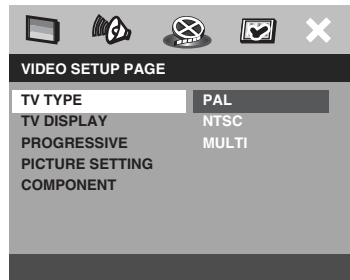 VIDEO SETUP PAGE
TV TYPE PAL
TV DISPLAY NTSC
PROGRESSIVE MULTI
PICTURE SETTING
COMPONENT